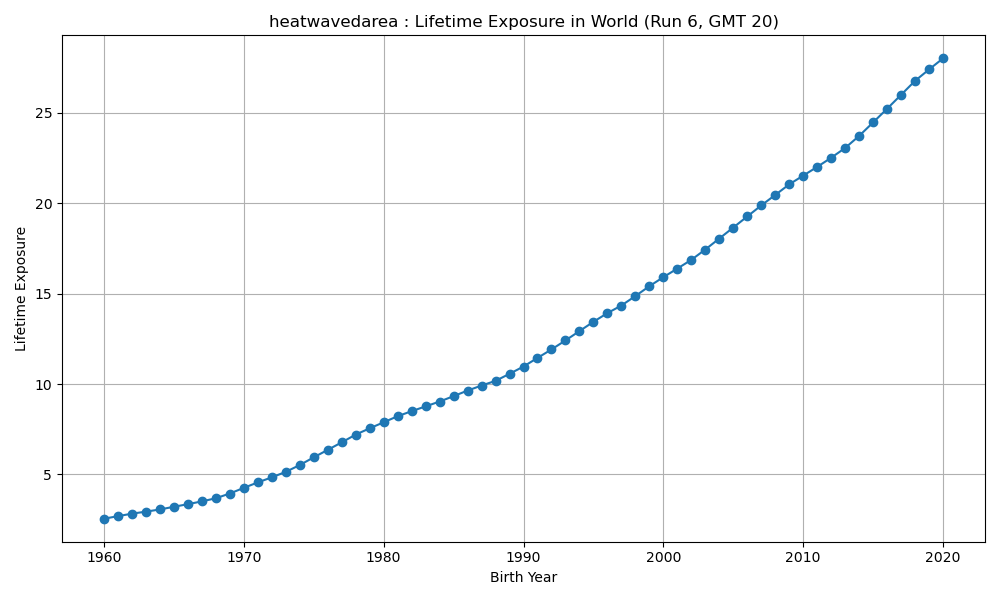 heatwavedarea : Lifetime Exposure in World (Run 6, GMT 20)
Lifetime Exposure
25
20
15
10
5
1960 1970 1980 1990 2000 2010 2020
Birth Year